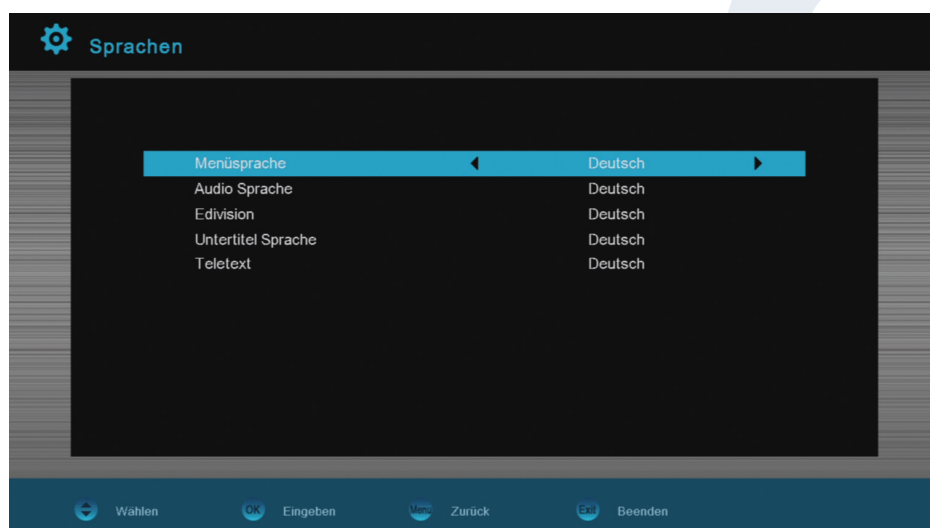 Sprachen
Menüsprache Deutsch
Audio Sprache Deutsch
Edivision Deutsch
Untertitel Sprache Deutsch
Teletext Deutsch
Wählen OK Eingeben Menu Zurück Exit Beenden